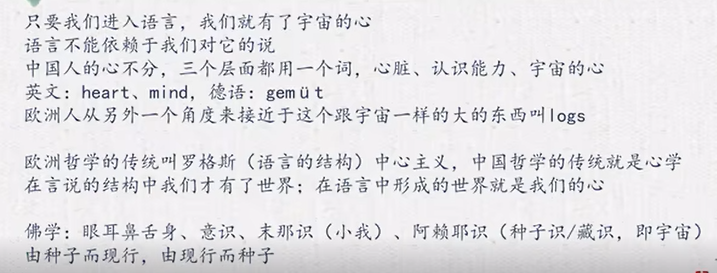 只要我们进入语言，我们就有了宇宙的心
语言不能依赖于我们对它的说
中国人的心不分，三个层面都用一个词，心脏、认识能力、宇宙的心
英文：heart、mind，德语：gemüt
欧洲人从另外一个角度来接近于这个跟宇宙一样的大的东西叫logs
欧洲哲学的传统叫罗格斯（语言的结构）中心主义，中国哲学的传统就是心学
在言说的结构中我们才有了世界；在语言中形成的世界就是我们的心
佛学：眼耳鼻舌身、意识、末那识（小我）、阿赖耶识（种子识/藏识，即宇宙）
由种子而现行，由现行而种子